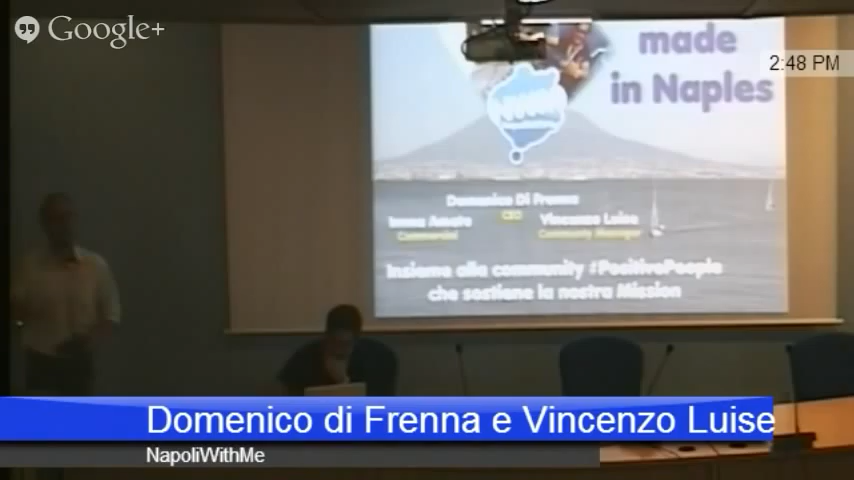 Google+
2:48 PM
made
in Naples
Domenico Di Frenna
CEO
Vincenzo Luise
Commercial
Community Manager
Insieme alla community #PositivePeople
che sostiene la nostra Mission
Domenico di Frenna e Vincenzo Luise
NapoliWithMe